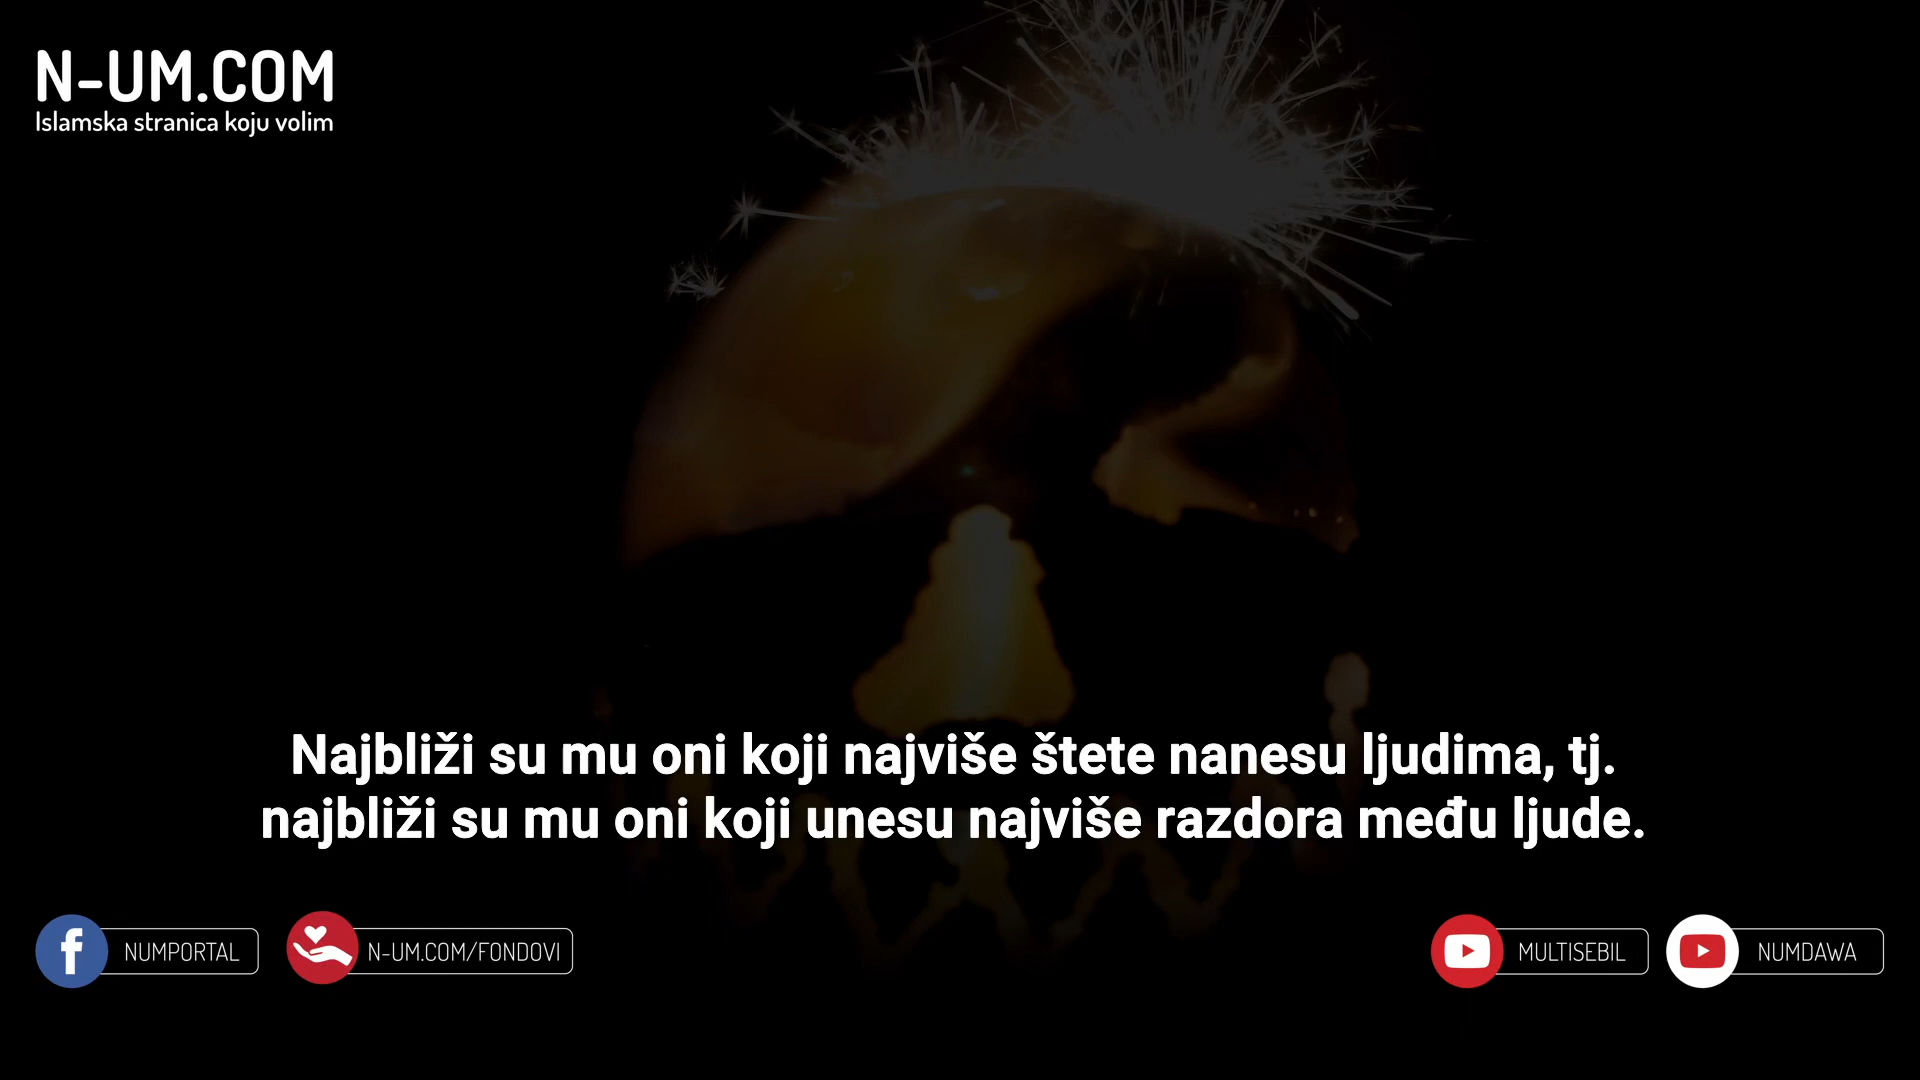 N-UM.COM
Islamska stranica koju volim
Najbliži su mu oni koji najviše štete nanesu ljudima, tj.
najbliži su mu oni koji unesu najviše razdora među ljude.
NUMPORTAL
N-UM.COM/FONDOVI
MULTISEBIL
NUMDAWA